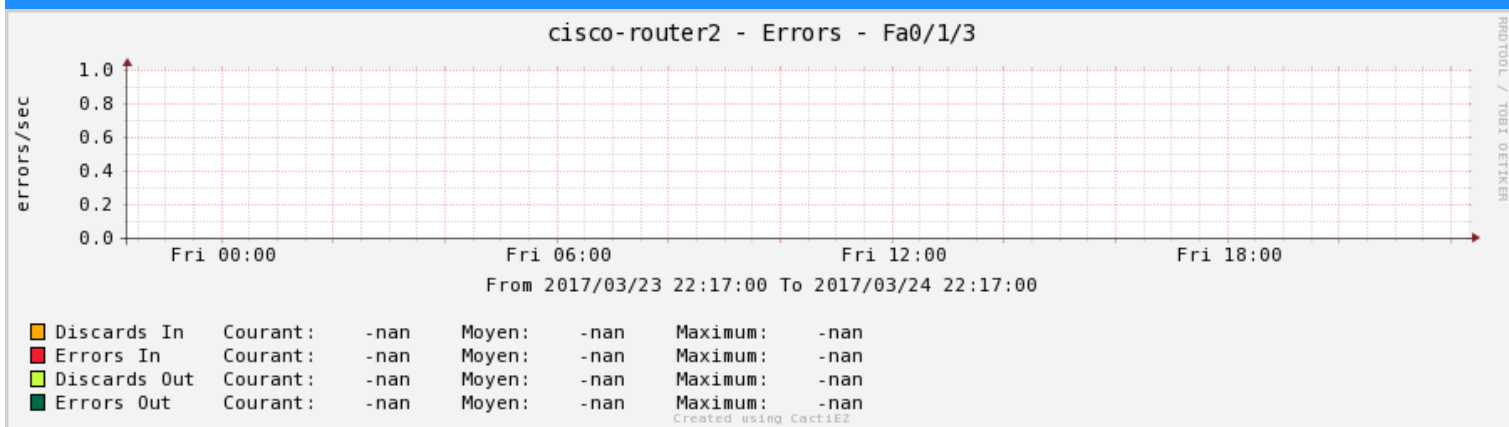 cisco-router2 - Errors - Fa0/1/3
RRDTOOL / TOBI OETIKER
errors/sec
1.0
0.8
0.6
0.4
0.2
0.0
Fri 00:00 Fri 06:00 Fri 12:00 Fri 18:00
From 2017/03/23 22:17:00 To 2017/03/24 22:17:00
Discards In Courant: -nan Moyen: -nan Maximum: -nan
Errors In Courant: -nan Moyen: -nan Maximum: -nan
Discards Out Courant: -nan Moyen: -nan Maximum: -nan
Errors Out Courant: -nan Moyen: -nan Maximum: -nan
Created using CactiEZ